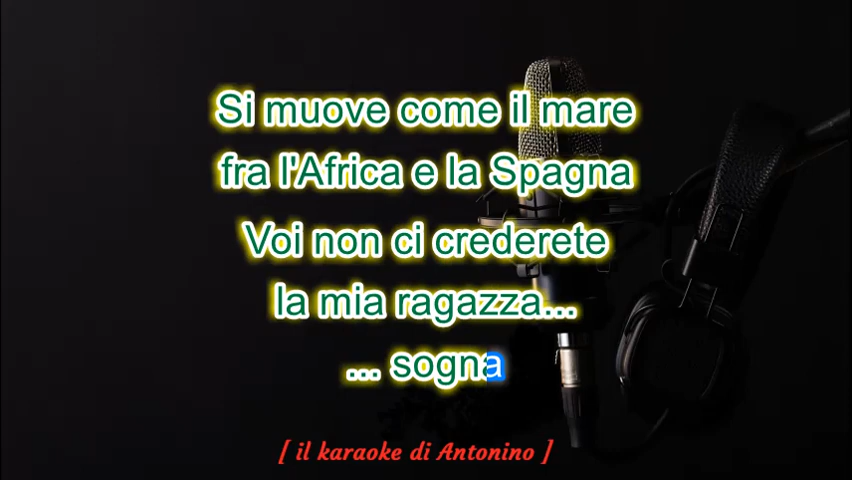 Si muove come il mare
fra l'Africa e la Spagna
Voi non ci crederete
la mia ragazza...
... sogna
[ il karaoke di Antonino ]